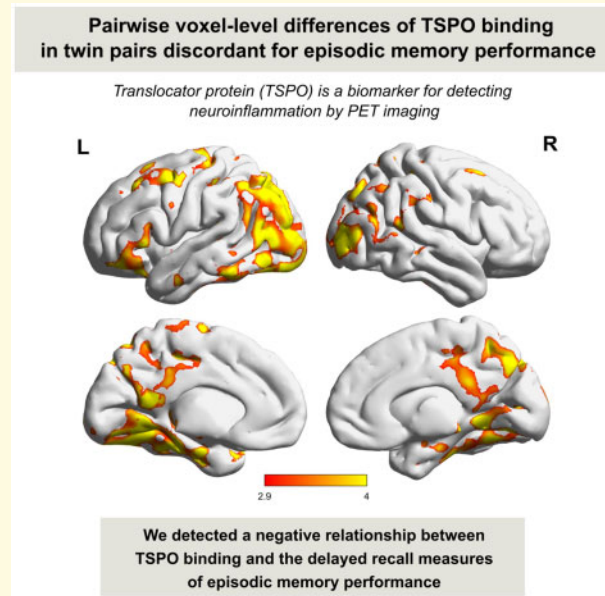 Pairwise voxel-level differences of TSPO binding
in twin pairs discordant for episodic memory performance
Translocator protein (TSPO) is a biomarker for detecting
neuroinflammation by PET imaging
L
R
2.9
4
We detected a negative relationship between
TSPO binding and the delayed recall measures
of episodic memory performance